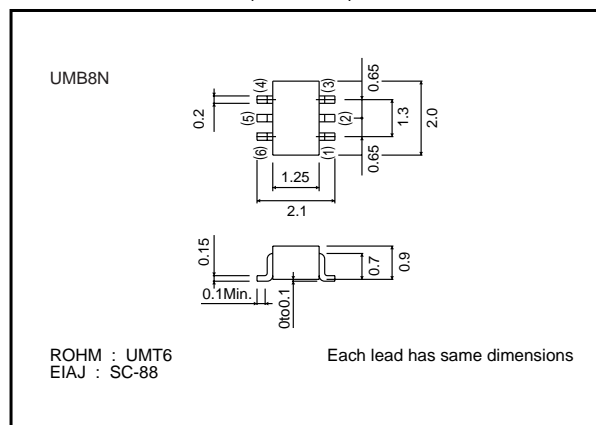 UMB8N
(4)
(3)
0.65
0.2
(5)
(2)
1.3
2.0
(6)
(1)
0.65
1.25
2.1
0.15
0.1Min.
0to0.1
0.7
0.9
ROHM : UMT6
Each lead has same dimensions
EIAJ : SC-88